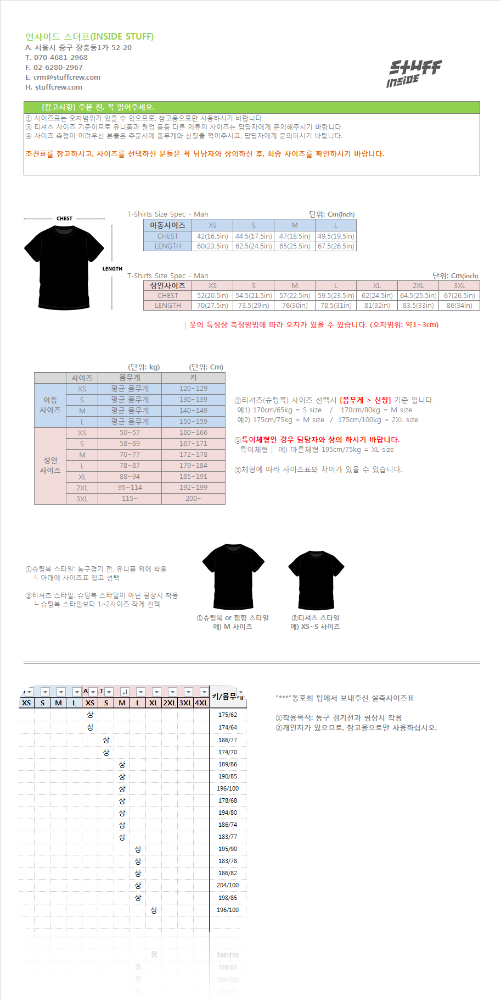 인사이드 스터프(INSIDE STUFF)
A. 서울시 중구 장충동1가 52-20
T. 070-4681-2968
F. 02-6280-2967
E. crm@stuffcrew.com
H. stuffcrew.com
STUFF
INSIDE
[참고사항] 주문 전, 꼭 읽어주세요.
① 사이즈표는 오차범위가 있을 수 있으므로, 참고용으로만 사용하시기 바랍니다.
③ 티셔츠 사이즈 기준이므로 유니폼과 웜업 등등 다른 의류의 사이즈는 담당자에게 문의해주시기 바랍니다.
④ 사이즈 측정이 어려우신 분들은 주문서에 몸무게와 신장을 적어주시고, 담당자에게 문의하시기 바랍니다.
조견표를 참고하시고, 사이즈를 선택하신 분들은 꼭 담당자와 상의하신 후, 최종 사이즈를 확인하시기 바랍니다.
CHEST
LENGTH
T-Shirts Size Spec - Man 단위: Cm(inch)
아동사이즈 XS S M L
CHEST 42(16.5in) 44.5(17.5in) 47(18.5in) 49.5(19.5in)
LENGTH 60(23.5in) 62.5(24.5in) 65(25.5in) 67.5(26.5in)
T-Shirts Size Spec - Man 단위: Cm(inch)
성인사이즈 XS S M L XL 2XL 3XL
CHEST 52(20.5in) 54.5(21.5in) 57(22.5in) 59.5(23.5in) 62(24.5in) 64.5(25.5in) 67(26.5in)
LENGTH 70(27.5in) 73.5(29in) 76(30in) 78.5(31in) 81(32in) 83.5(33in) 86(34in)
| 옷의 특성상 측정방법에 따라 오차가 있을 수 있습니다. (오차범위: 약1~3cm)
(단위: kg) (단위: Cm)
사이즈 몸무게 키
아동
사이즈
XS 평균 몸무게 120~129
S 평균 몸무게 130~139
M 평균 몸무게 140~149
L 평균 몸무게 150~159
성인
사이즈
XS 50~57 160~166
S 58~69 167~171
M 70~77 172~178
L 78~87 179~184
XL 88~94 185~191
2XL 95~114 192~199
3XL 115~ 200~
①티셔츠(슈팅복) 사이즈 선택시 [몸무게 > 신장] 기준 입니다.
예1) 170cm/65kg = S size / 170cm/80kg = M size
예2) 175cm/75kg = M size / 175cm/100kg = 2XL size
②특이체형인 경우 담당자와 상의 하시기 바랍니다.
특이체형│ 예) 마른체형 195cm/75kg = XL size
③체형에 따라 사이즈표와 차이가 있을 수 있습니다.
①슈팅복 스타일: 농구경기 전, 유니폼 위에 착용
└ 아래에 사이즈표 참고 선택
②티셔츠 스타일: 슈팅복 스타일이 아닌 평상시 착용
└ 슈팅복 스타일보다 1~2사이즈 작게 선택
①슈팅복 or 힙합 스타일
예) M 사이즈
②티셔츠 스타일
예) XS~S 사이즈
XS S M L XS S M L XL 2XL 3XL 4XL 키/몸무게
상 175/62
상 174/64
상 186/77
상 174/70
상 189/86
상 190/85
상 196/100
상 178/68
상 194/80
상 186/74
상 183/77
상 195/90
상 183/78
상 186/82
상 204/100
상 198/85
상 196/100
"***"동호회 팀에서 보내주신 실측사이즈표
①착용목적: 농구 경기전과 평상시 착용
②개인차가 있으므로, 참고용으로만 사용하십시오.